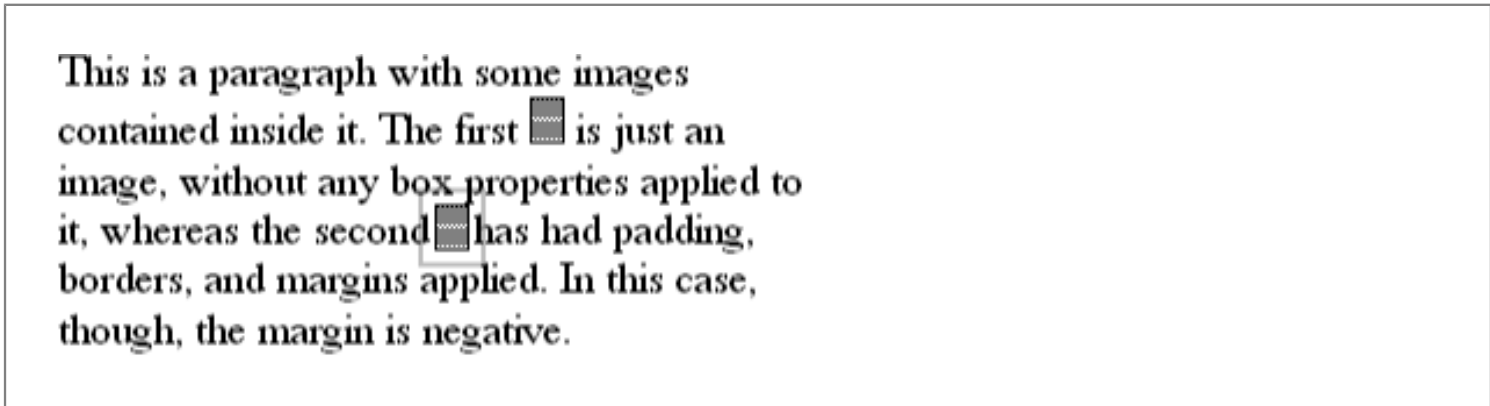 This is a paragraph with some images
contained inside it. The first is just an
image, without any box properties applied to
it, whereas the second has had padding,
borders, and margins applied. In this case,
though, the margin is negative.